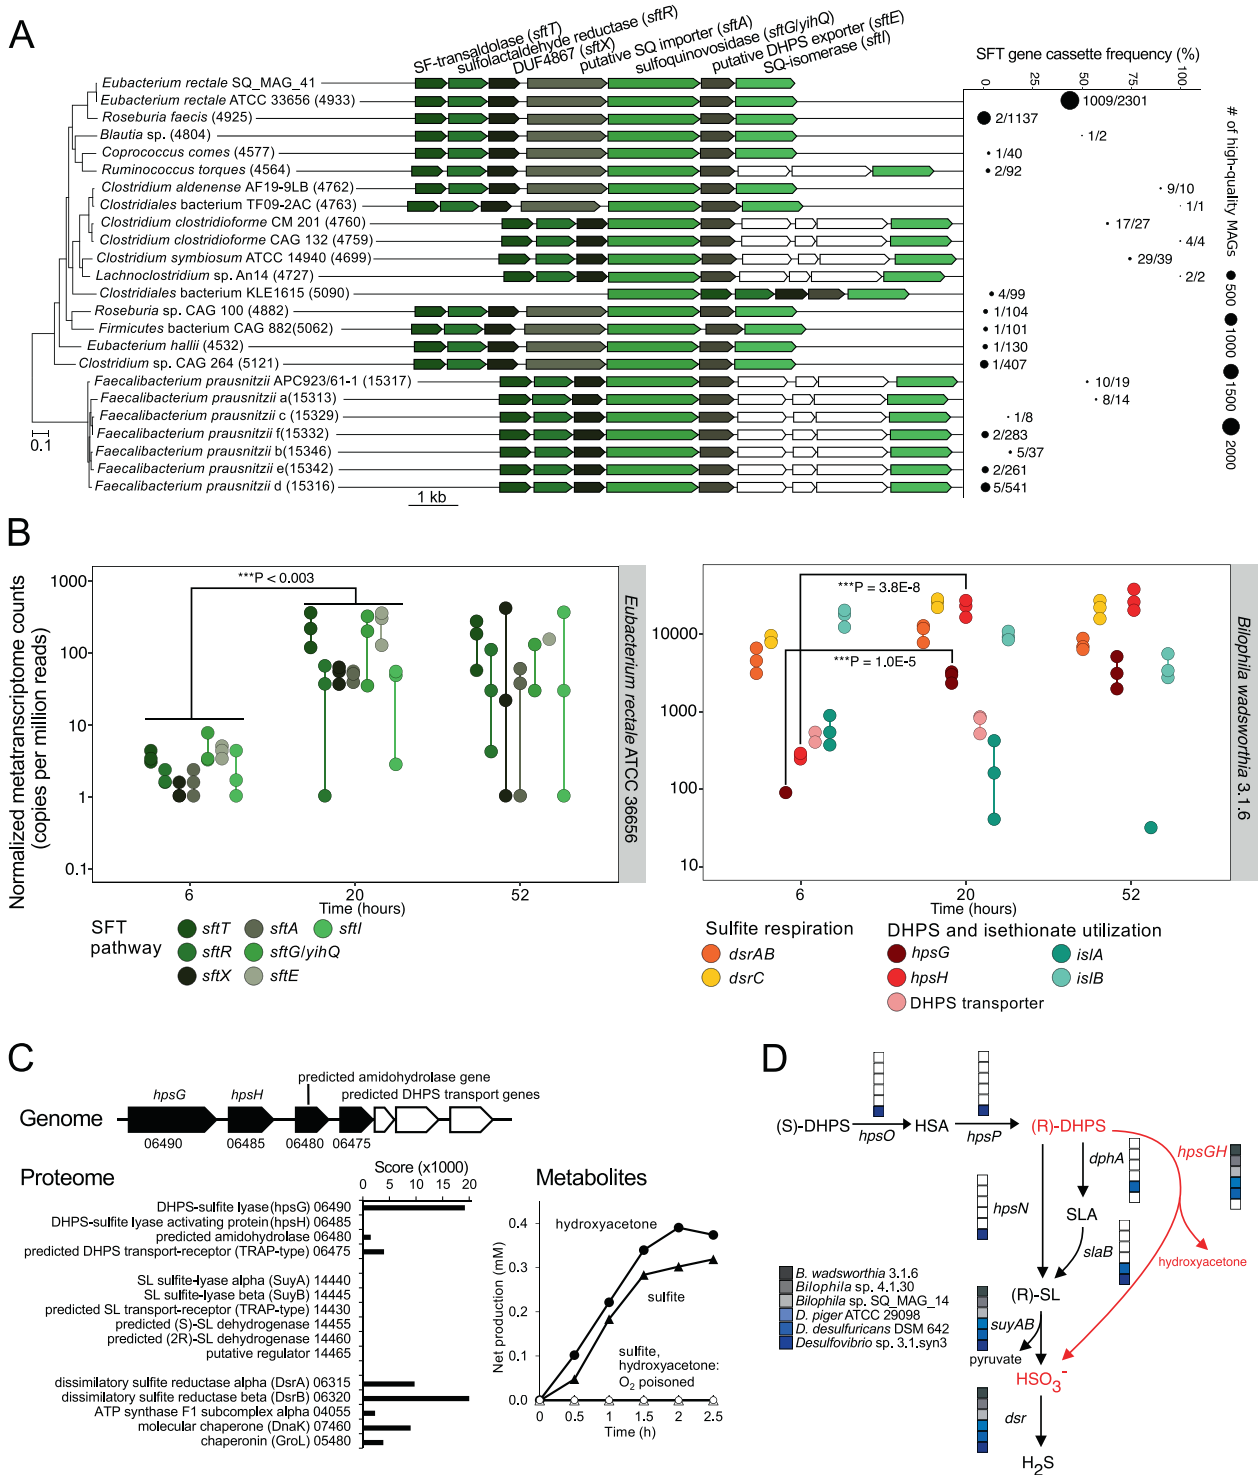 A
SF-transaldolase (sftT)
sulfolactaldehyde reductase (sftR)
DUF4867 (sftX)
putative SQ importer (sftA)
sulfoquinovosidase (sftG/yihQ)
putative DHPS exporter (sftE)
SQ-isomerase (sftI)
SFT gene cassette frequency (%)
0 25 50 75 100
Eubacterium rectale SQ_MAG_41
Eubacterium rectale ATCC 33656 (4933) 1009/2301
Roseburia faecis (4925) 2/1137
Blautia sp. (4804) 1/2
Coprococcus comes (4577) 1/40
Ruminococcus torques (4564) 2/92
Clostridium aldenense AF19-9LB (4762) 9/10
Clostridiales bacterium TF09-2AC (4763) 1/1
Clostridium clostridioforme CM 201 (4760) 17/27
Clostridium clostridioforme CAG 132 (4759) 4/4
Clostridium symbiosum ATCC 14940 (4699) 29/39
Lachnoclostridium sp. An14 (4727) 2/2
Clostridiales bacterium KLE1615 (5090) 4/99
Roseburia sp. CAG 100 (4882) 1/104
Firmicutes bacterium CAG 882(5062) 1/101
Eubacterium hallii (4532) 1/130
Clostridium sp. CAG 264 (5121) 1/407
Faecalibacterium prausnitzii APC923/61-1 (15317) 10/19
Faecalibacterium prausnitzii a(15313) 8/14
Faecalibacterium prausnitzii c (15329) 1/8
Faecalibacterium prausnitzii f(15332) 2/283
Faecalibacterium prausnitzii b(15346) 5/37
Faecalibacterium prausnitzii e(15342) 2/261
Faecalibacterium prausnitzii d (15316) 5/541
0.1
1 kb
# of high-quality MAGs
500
1000
1500
2000
B
Normalized metatranscriptome counts
(copies per million reads)
1000
100
10
1
0.1
***P < 0.003
6 20 52
Time (hours)
Eubacterium rectale ATCC 36656
10000
1000
100
10
***P = 3.8E-8
***P = 1.0E-5
6 20 52
Time (hours)
Bilophila wadsworthia 3.1.6
SFT
pathway
sftT sftA sftI
sftR sftG/yihQ
sftX sftE
Sulfite respiration
dsrAB
dsrC
DHPS and isethionate utilization
hpsG islA
hpsH islB
DHPS transporter
C
Genome
hpsG hpsH
predicted amidohydrolase gene
predicted DHPS transport genes
06490 06485 06480 06475
Proteome
Score (x1000)
0 5 10 15 20
DHPS-sulfite lyase(hpsG) 06490
DHPS-sulfite lyase activating protein(hpsH) 06485
predicted amidohydrolase 06480
predicted DHPS transport-receptor (TRAP-type) 06475
SL sulfite-lyase alpha (SuyA) 14440
SL sulfite-lyase beta (SuyB) 14445
predicted SL transport-receptor (TRAP-type) 14430
predicted (S)-SL dehydrogenase 14455
predicted (2R)-SL dehydrogenase 14460
putative regulator 14465
dissimilatory sulfite reductase alpha (DsrA) 06315
dissimilatory sulfite reductase beta (DsrB) 06320
ATP synthase F1 subcomplex alpha 04055
molecular chaperone (DnaK) 07460
chaperonin (GroL) 05480
Metabolites
Net production (mM)
0.4
0.3
0.2
0.1
0.0
hydroxyacetone
sulfite
sulfite,
hydroxyacetone:
O2 poisoned
0 0.5 1 1.5 2 2.5
Time (h)
D
(S)-DHPS
hpsO
HSA
hpsP
(R)-DHPS
hpsN
dphA
hpsGH
SLA
slaB
hydroxyacetone
(R)-SL
suyAB
pyruvate
HSO3-
dsr
H2S
B. wadsworthia 3.1.6
Bilophila sp. 4.1.30
Bilophila sp. SQ_MAG_14
D. piger ATCC 29098
D. desulfuricans DSM 642
Desulfovibrio sp. 3.1.syn3